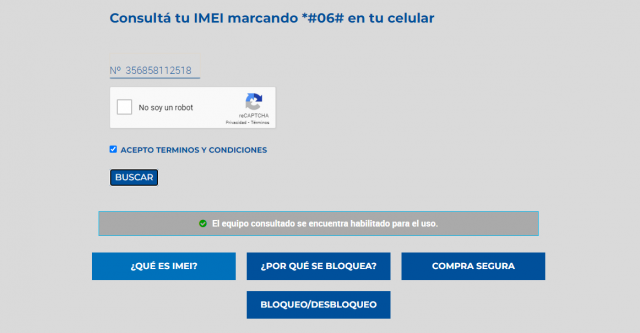 Consultá tu IMEI marcando *#06# en tu celular
Nº 356858112518
No soy un robot
reCAPTCHA
Privacidad • Términos
ACEPTO TERMINOS Y CONDICIONES
BUSCAR
El equipo consultado se encuentra habilitado para el uso.
¿QUÉ ES IMEI?
¿POR QUÉ SE BLOQUEA?
COMPRA SEGURA
BLOQUEO/DESBLOQUEO